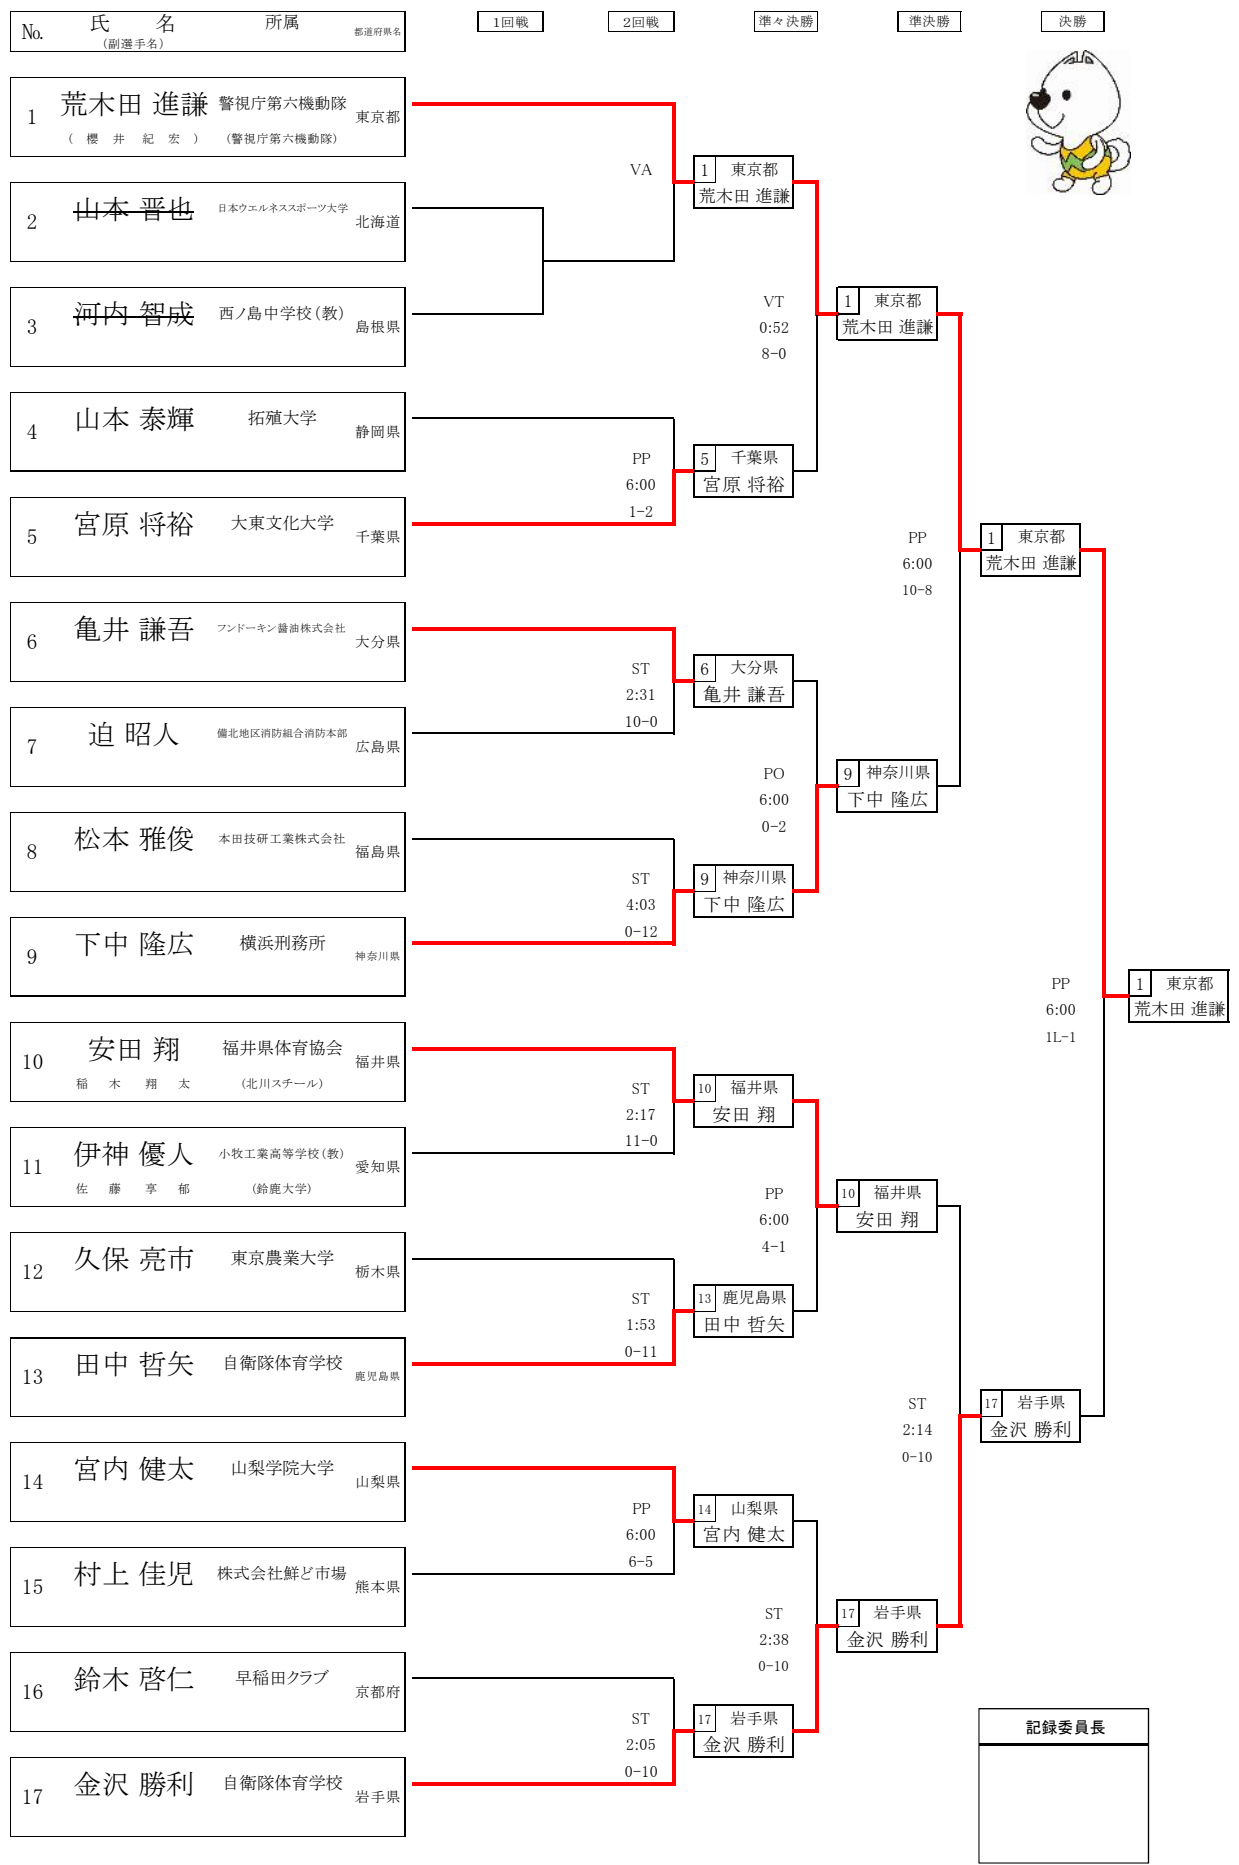 No. 氏 名 所属 都道府県名
(副選手名)
1回戦 2回戦 準々決勝 準決勝 決勝
1 荒木田 進謙 警視庁第六機動隊 東京都
( 櫻井紀宏 ) (警視庁第六機動隊)
2 山本 晋也 日本ウエルネススポーツ大学 北海道
3 河内 智成 西ノ島中学校(教) 島根県
4 山本 泰輝 拓殖大学 静岡県
5 宮原 将裕 大東文化大学 千葉県
6 亀井 謙吾 フンドーキン醤油株式会社 大分県
7 迫 昭人 備北地区消防組合消防本部 広島県
8 松本 雅俊 本田技研工業株式会社 福島県
9 下中 隆広 横浜刑務所 神奈川県
10 安田 翔 福井県体育協会 福井県
稲木翔太 (北川スチール)
11 伊神 優人 小牧工業高等学校(教) 愛知県
佐藤享郁 (鈴鹿大学)
12 久保 亮市 東京農業大学 栃木県
13 田中 哲矢 自衛隊体育学校 鹿児島県
14 宮内 健太 山梨学院大学 山梨県
15 村上 佳児 株式会社鮮ど市場 熊本県
16 鈴木 啓仁 早稲田クラブ 京都府
17 金沢 勝利 自衛隊体育学校 岩手県
VA
1 東京都
荒木田 進謙
PP
6:00
1-2
5 千葉県
宮原 将裕
ST
2:31
10-0
6 大分県
亀井 謙吾
ST
4:03
0-12
9 神奈川県
下中 隆広
ST
2:17
11-0
10 福井県
安田 翔
ST
1:53
0-11
13 鹿児島県
田中 哲矢
PP
6:00
6-5
14 山梨県
宮内 健太
ST
2:05
0-10
17 岩手県
金沢 勝利
VT
0:52
8-0
1 東京都
荒木田 進謙
PO
6:00
0-2
9 神奈川県
下中 隆広
PP
6:00
4-1
10 福井県
安田 翔
ST
2:38
0-10
17 岩手県
金沢 勝利
PP
6:00
10-8
1 東京都
荒木田 進謙
ST
2:14
0-10
17 岩手県
金沢 勝利
PP
6:00
1L-1
1 東京都
荒木田 進謙
記録委員長